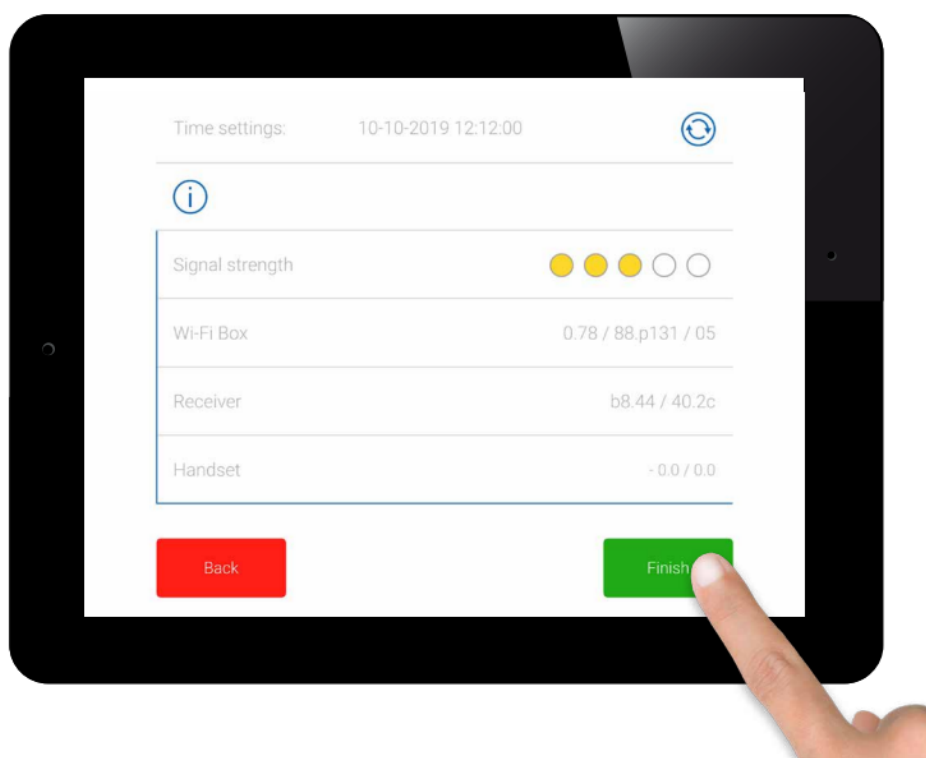 Time settings: 10-10-2019 12:12:00
i
Signal strength
Wi-Fi Box 0.78 / 88.p131 / 05
Receiver b8.44 / 40.2c
Handset - 0.0 / 0.0
Back Finish